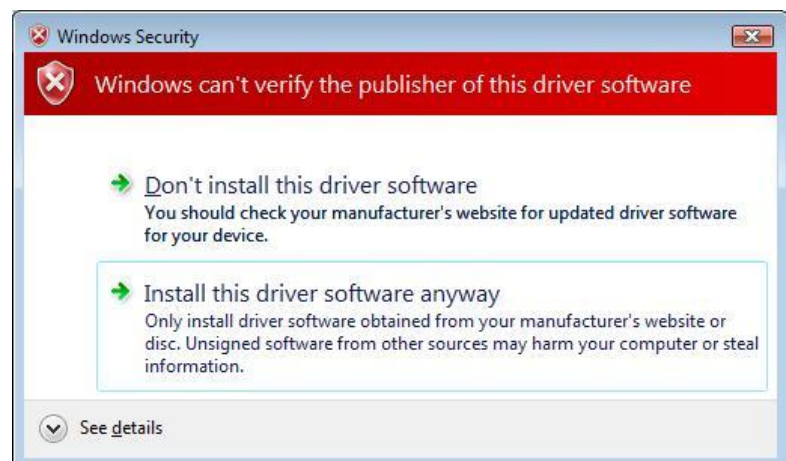 Windows Security
Windows can't verify the publisher of this driver software
Don't install this driver software
You should check your manufacturer's website for updated driver software
for your device.
Install this driver software anyway
Only install driver software obtained from your manufacturer's website or
disc. Unsigned software from other sources may harm your computer or steal
information.
See details